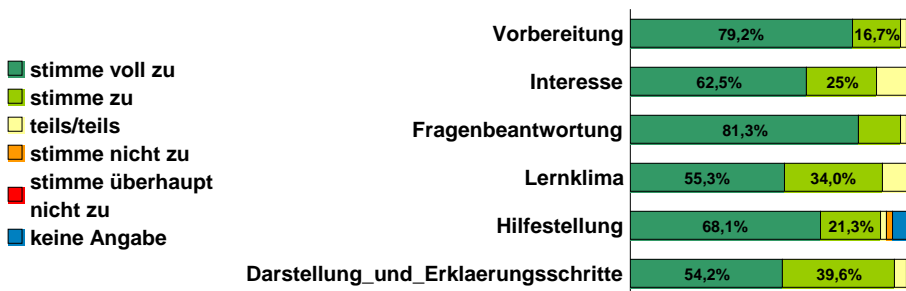 stimme voll zu
stimme zu
teils/teils
stimme nicht zu
stimme überhaupt
nicht zu
keine Angabe
Vorbereitung 79,2% 16,7%
Interesse 62,5% 25%
Fragenbeantwortung 81,3%
Lernklima 55,3% 34,0%
Hilfestellung 68,1% 21,3%
Darstellung_und_Erklaerungsschritte 54,2% 39,6%